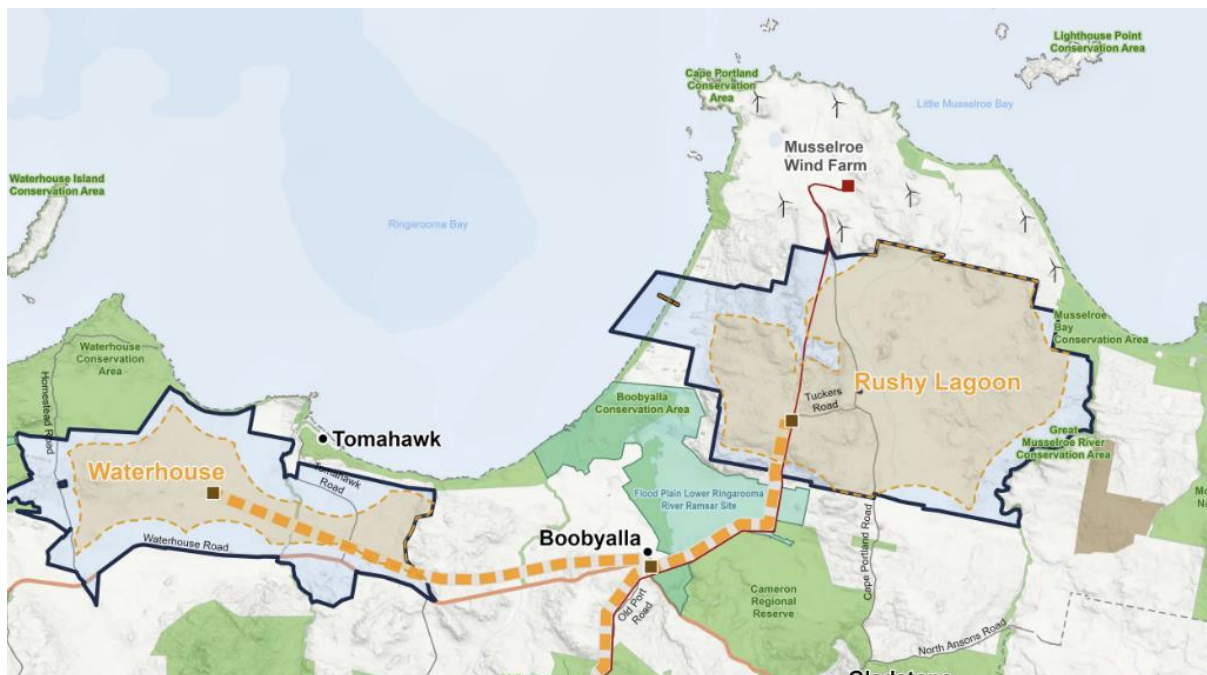 Lighthouse Point
Conservation Area
Cape Portland
Conservation
Area
Little Musselroe Bay
Musselroe
Wind Farm
Waterhouse Island
Conservation Area
Ringarooma Bay
Musselroe
Bay
Conservation Area
Waterhouse
Conservation
Area
Homestead Road
Rushy Lagoon
Tuckers
Road
Boobyalla
Conservation Area
Tomahawk
Great
Musselroe River
Conservation Area
Waterhouse
Tomahawk
Road
Flood Plain Lower Ringarooma
River Ramsar Site
Waterhouse Road
Boobyalla
Old Port
Road
Cape Portland Road
Cameron
Regional
Reserve
North Ansons Road